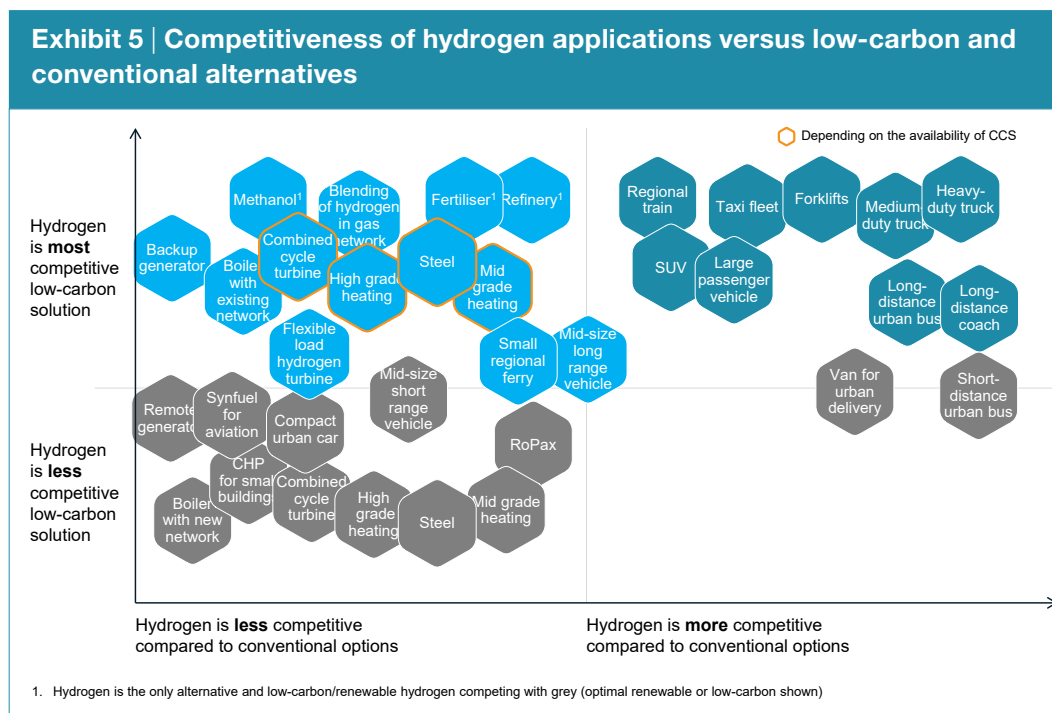 Exhibit 5 | Competitiveness of hydrogen applications versus low-carbon and
conventional alternatives
Depending on the availability of CCS
Hydrogen
is most
competitive
low-carbon
solution
Methanol1
Blending
of hydrogen
in gas
network
Fertiliser1
Refinery1
Backup
generator
Boiler
with
existing
network
Combined
cycle
turbine
High grade
heating
Steel
Mid
grade
heating
Flexible
load
hydrogen
turbine
Small
regional
ferry
Mid-size
long
range
vehicle
Regional
train
Taxi fleet
Forklifts
Medium-
duty truck
Heavy-
duty truck
SUV
Large
passenger
vehicle
Long-
distance
urban bus
Long-
distance
coach
Hydrogen
is less
competitive
low-carbon
solution
Remote
generator
Synfuel
for
aviation
Compact
urban car
Mid-size
short
range
vehicle
RoPax
Boiler
with new
network
CHP
for small
buildings
Combined
cycle
turbine
High
grade
heating
Steel
Mid grade
heating
Van for
urban
delivery
Short-
distance
urban bus
Hydrogen is less competitive
compared to conventional options
Hydrogen is more competitive
compared to conventional options
1. Hydrogen is the only alternative and low-carbon/renewable hydrogen competing with grey (optimal renewable or low-carbon shown)